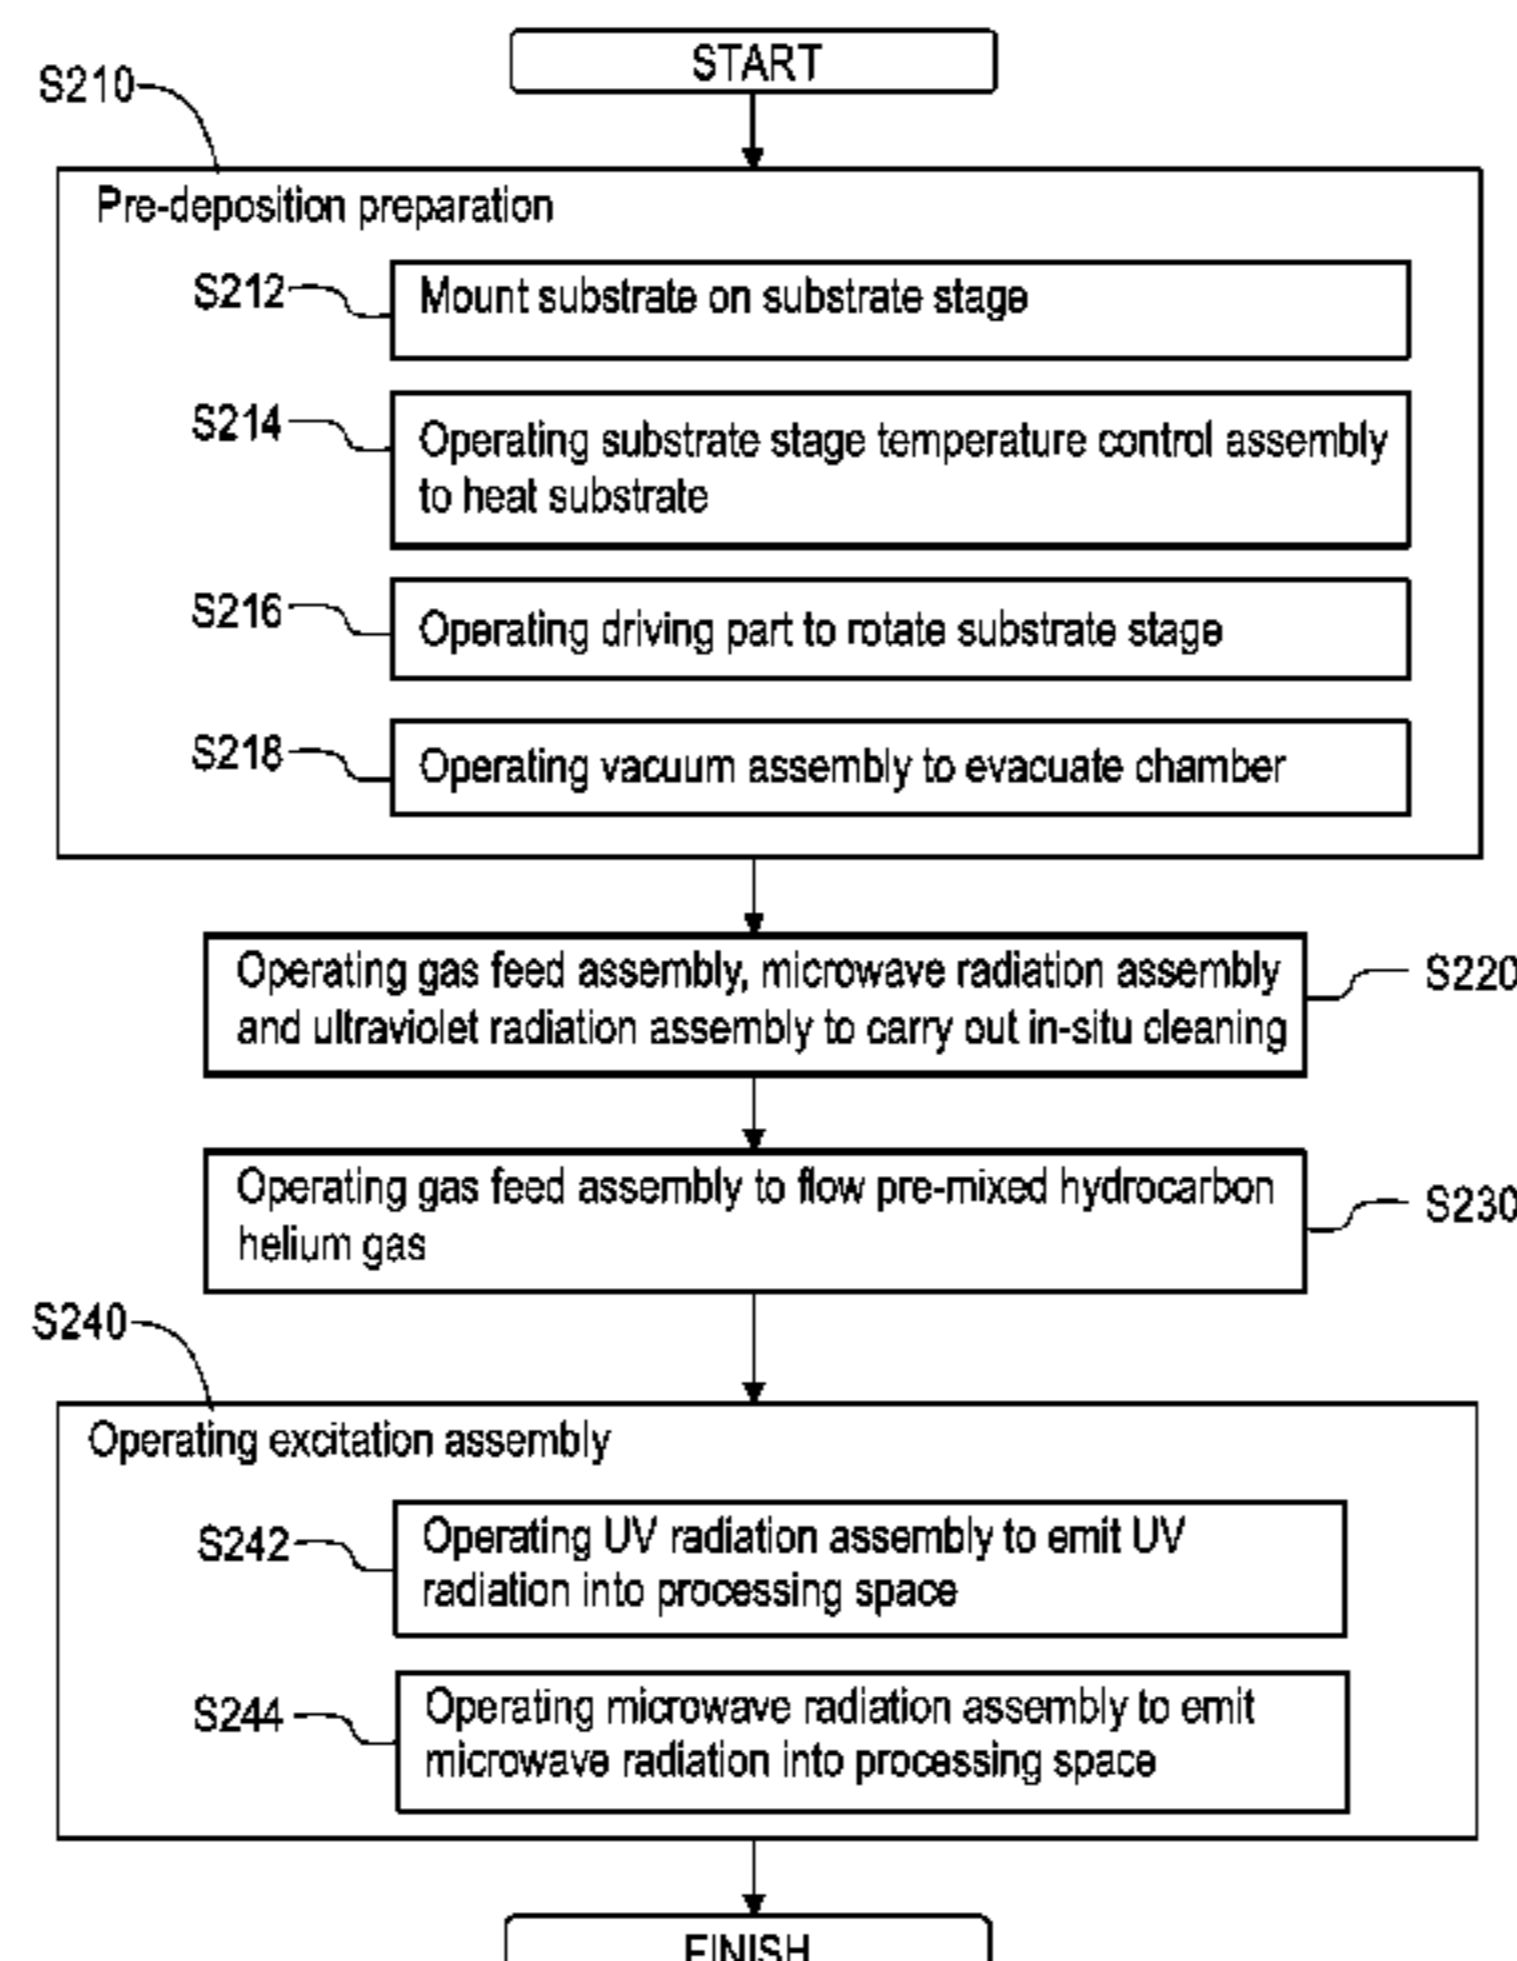 START
S210
Pre-deposition preparation
S212
Mount substrate on substrate stage
S214
Operating substrate stage temperature control assembly
to heat substrate
S216
Operating driving part to rotate substrate stage
S218
Operating vacuum assembly to evacuate chamber
Operating gas feed assembly, microwave radiation assembly
and ultraviolet radiation assembly to carry out in-situ cleaning
S220
Operating gas feed assembly to flow pre-mixed hydrocarbon
helium gas
S230
S240
Operating excitation assembly
S242
Operating UV radiation assembly to emit UV
radiation into processing space
S244
Operating microwave radiation assembly to emit
microwave radiation into processing space
FINISH